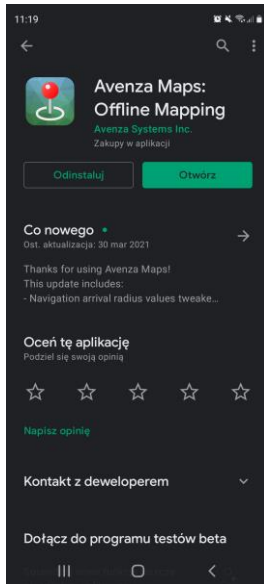 11:19
Avenza Maps:
Offline Mapping
Avenza Systems Inc.
Zakupy w aplikacji
Odinstaluj
Otwórz
Co nowego
Ost. aktualizacja: 30 mar 2021
Thanks for using Avenza Maps!
This update includes:
- Navigation arrival radius values tweake...
Oceń tę aplikację
Podziel się swoją opinią
Napisz opinię
Kontakt z deweloperem
Dołącz do programu testów beta